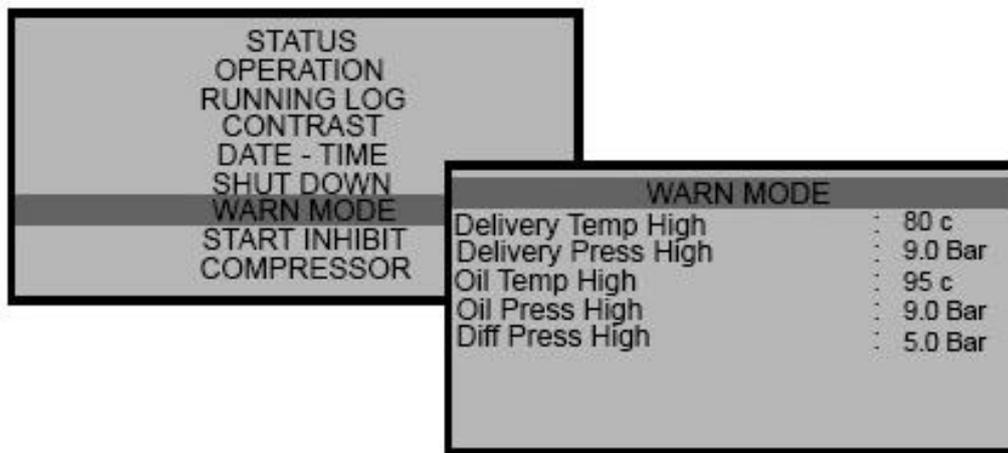 STATUS
OPERATION
RUNNING LOG
CONTRAST
DATE - TIME
SHUT DOWN
WARN MODE
START INHIBIT
COMPRESSOR
WARN MODE
Delivery Temp High : 80 c
Delivery Press High : 9.0 Bar
Oil Temp High : 95 c
Oil Press High : 9.0 Bar
Diff Press High : 5.0 Bar